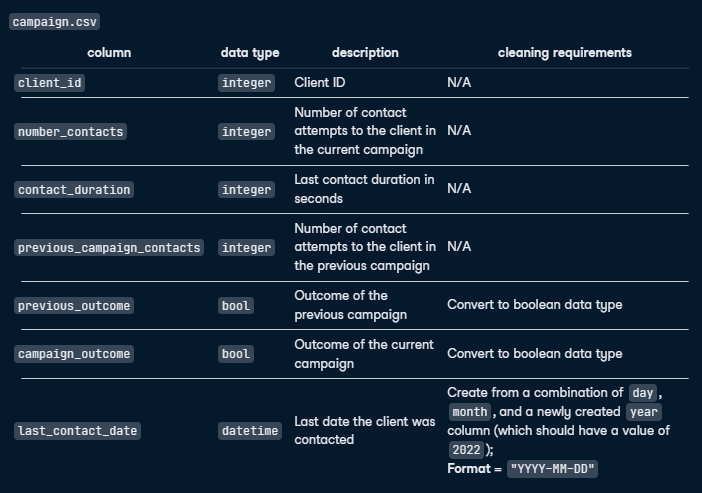 campaign.csv
column data type description cleaning requirements
client_id integer Client ID N/A
number_contacts integer Number of contact
attempts to the client in
the current campaign N/A
contact_duration integer Last contact duration in
seconds N/A
previous_campaign_contacts integer Number of contact
attempts to the client in
the previous campaign N/A
previous_outcome bool Outcome of the
previous campaign Convert to boolean data type
campaign_outcome bool Outcome of the current
campaign Convert to boolean data type
last_contact_date datetime Last date the client was
contacted
Create from a combination of day ,
month , and a newly created year
column (which should have a value of
2022 );
Format = "YYYY-MM-DD"